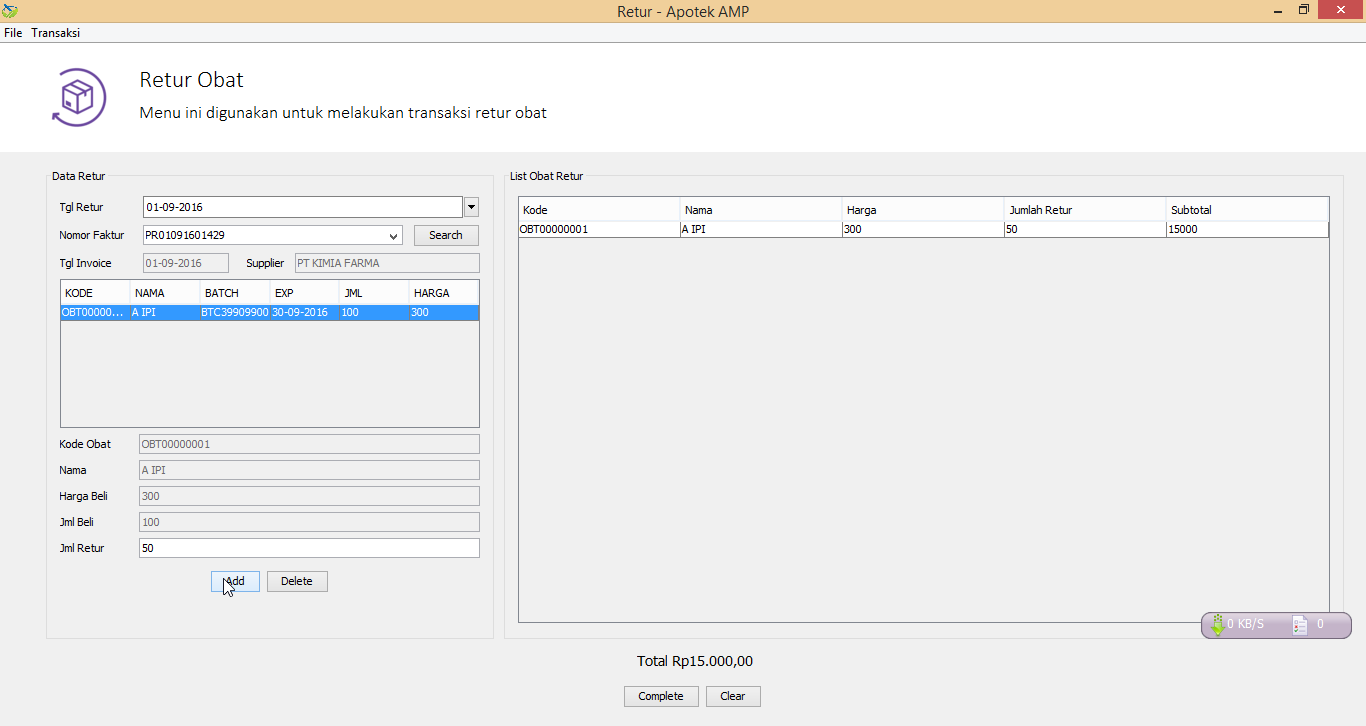 Retur - Apotek AMP
File Transaksi
Retur Obat
Menu ini digunakan untuk melakukan transaksi retur obat
Data Retur
Tgl Retur 01-09-2016
Nomor Faktur PR01091601429 Search
Tgl Invoice 01-09-2016 Supplier PT KIMIA FARMA
KODE NAMA BATCH EXP JML HARGA
OBT00000... A IPI BTC39909900 30-09-2016 100 300
Kode Obat OBT00000001
Nama A IPI
Harga Beli 300
Jml Beli 100
Jml Retur 50
Add Delete
List Obat Retur
Kode Nama Harga Jumlah Retur Subtotal
OBT00000001 A IPI 300 50 15000
0 KB/S 0
Total Rp15.000,00
Complete Clear